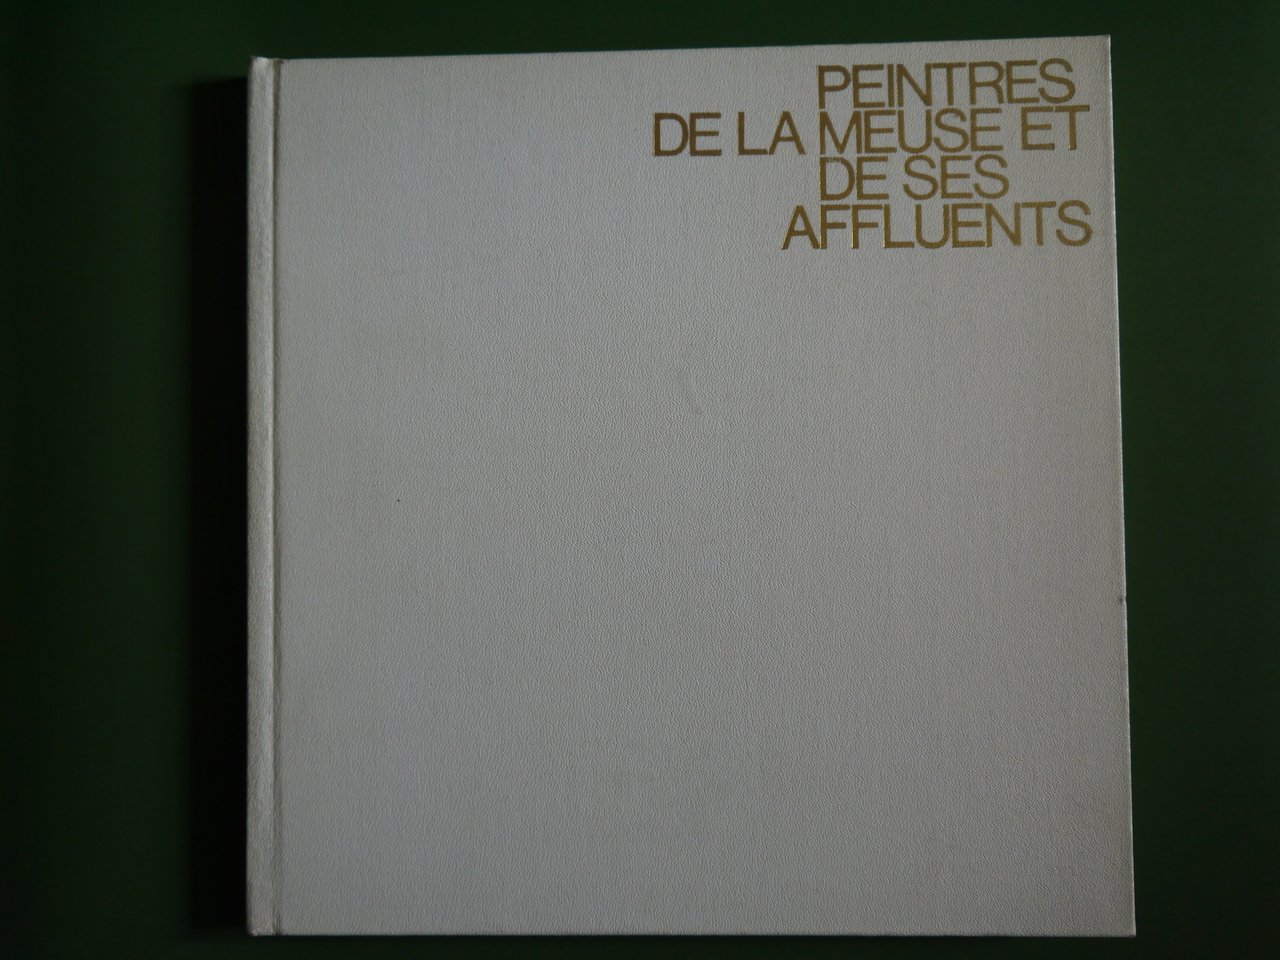 PEINTRES
DE LA MEUSE ET
DE SES
AFFLUENTS